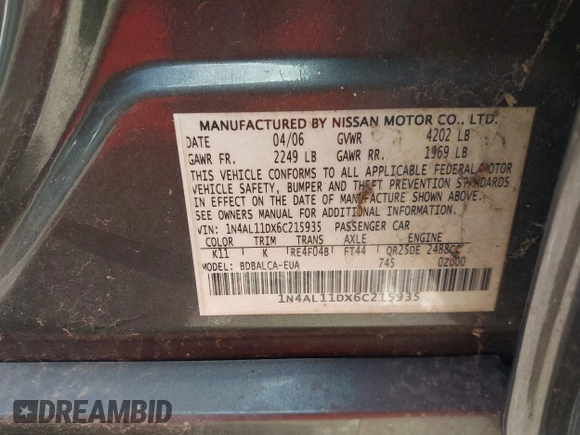 MANUFACTURED BY NISSAN MOTOR CO., LTD.
DATE 04/06 GVWR 4202 LB
GAWR FR. 2249 LB GAWR RR. 1969 LB
THIS VEHICLE CONFORMS TO ALL APPLICABLE FEDERAL MOTOR
VEHICLE SAFETY, BUMPER AND THEFT PREVENTION STANDARDS
IN EFFECT ON THE DATE OF MANUFACTURE SHOWN ABOVE.
SEE OWNERS MANUAL FOR ADDITIONAL INFORMATION.
VIN: 1N4AL11DX6C215935 PASSENGER CAR
COLOR TRIM TRANS AXLE ENGINE
K11 K RE4F04B FT44 QR25DE 2488CC
MODEL: BDBALCA-EUA 745 0Z000
1N4AL11DX6C215935
DREAMBID